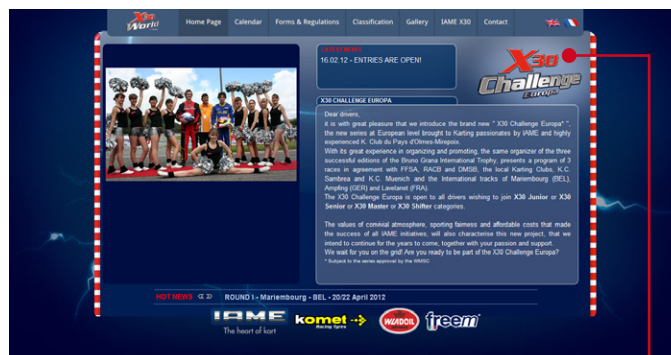 X30 World
Home Page Calendar Forms & Regulations Classification Gallery IAME X30 Contact
LATEST NEWS
16.02.12 - ENTRIES ARE OPEN!
X30 Challenge Europa
X30 CHALLENGE EUROPA
Dear drivers,
it is with great pleasure that we introduce the brand new " X30 Challenge Europa* ",
the new series at European level brought to Karting passionates by IAME and highly
experienced K. Club du Pays d'Olmes-Mirepoix.
With its great experience in organizing and promoting, the same organizer of the three
successful editions of the Bruno Grana International Trophy, presents a program of 3
races in agreement with FFSA, RACB and DMSB, the local Karting Clubs, K.C.
Sambrea and K.C. Muenich and the International tracks of Mariembourg (BEL),
Ampfing (GER) and Lavelanet (FRA).
The X30 Challenge Europa is open to all drivers wishing to join X30 Junior or X30
Senior or X30 Master or X30 Shifter categories.
The values of convivial atmosphere, sporting fairness and affordable costs that made
the success of all IAME initiatives, will also characterise this new project, that we
intend to continue for the years to come, together with your passion and support.
We wait for you on the grid! Are you ready to be part of the X30 Challenge Europa?
* Subject to the series approval by the WMSC
HOT NEWS ROUND 1 - Mariembourg - BEL - 20/22 April 2012
IAME The heart of kart
komet Racing Tyres
WLADOIL
freem